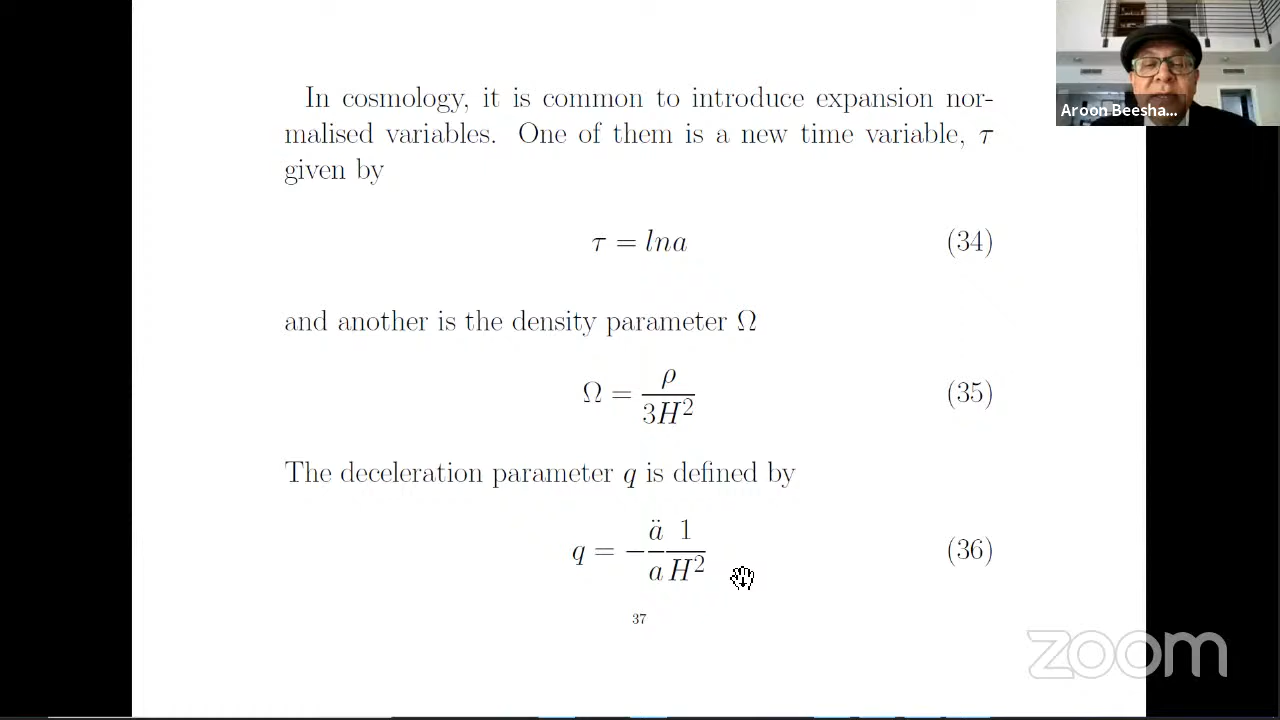 In cosmology, it is common to introduce expansion nor-
malised variables. One of them is a new time variable, τ
given by
τ = lna (34)
and another is the density parameter Ω
Ω = ρ / 3H² (35)
The deceleration parameter q is defined by
q = − ä/a 1/H² (36)
37
Aroon Beesha...
zoom